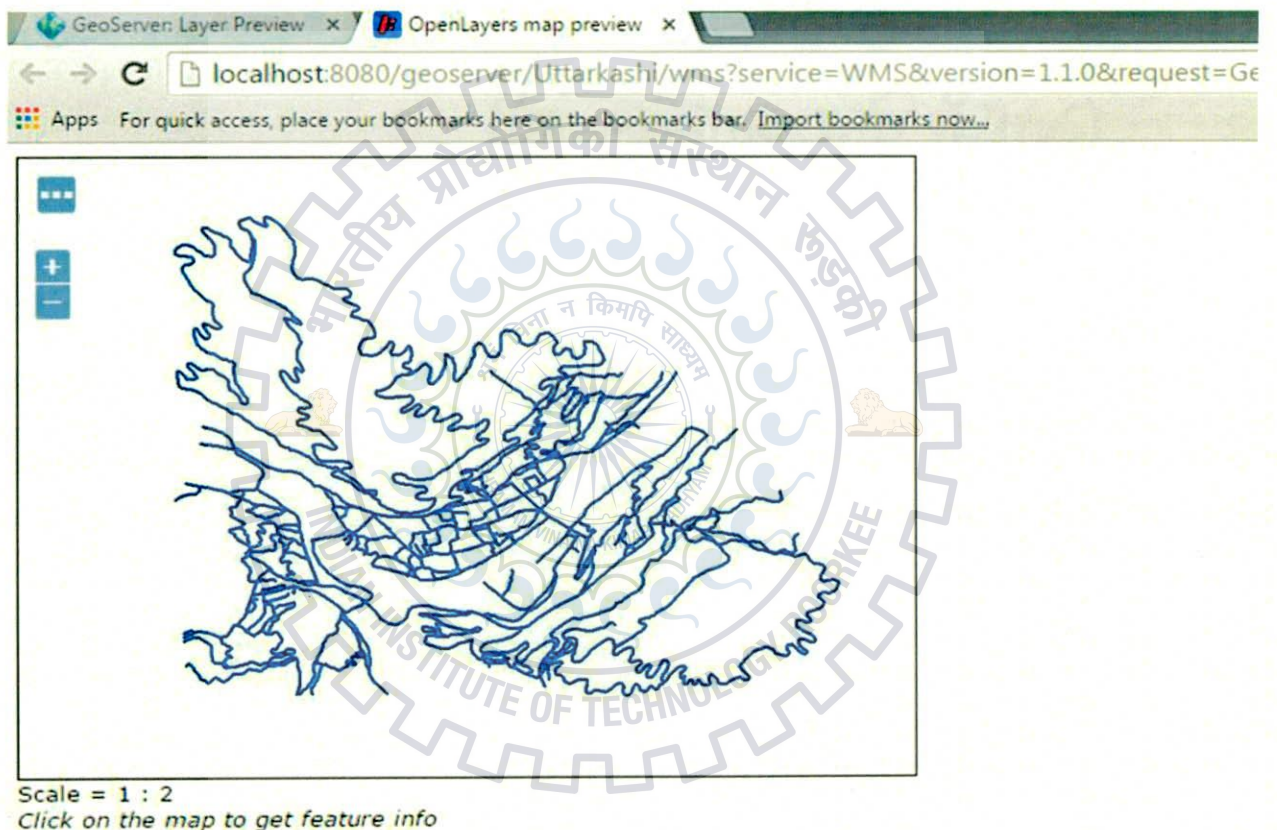 GeoServer: Layer Preview × OpenLayers map preview ×
localhost:8080/geoserver/Uttarkashi/wms?service=WMS&version=1.1.0&request=Ge
Apps For quick access, place your bookmarks here on the bookmarks bar. Import bookmarks now...
भारतीय प्रौद्योगिकी संस्थान रुड़की
न किमपि
INDIAN INSTITUTE OF TECHNOLOGY ROORKEE
+
−
Scale = 1 : 2
Click on the map to get feature info